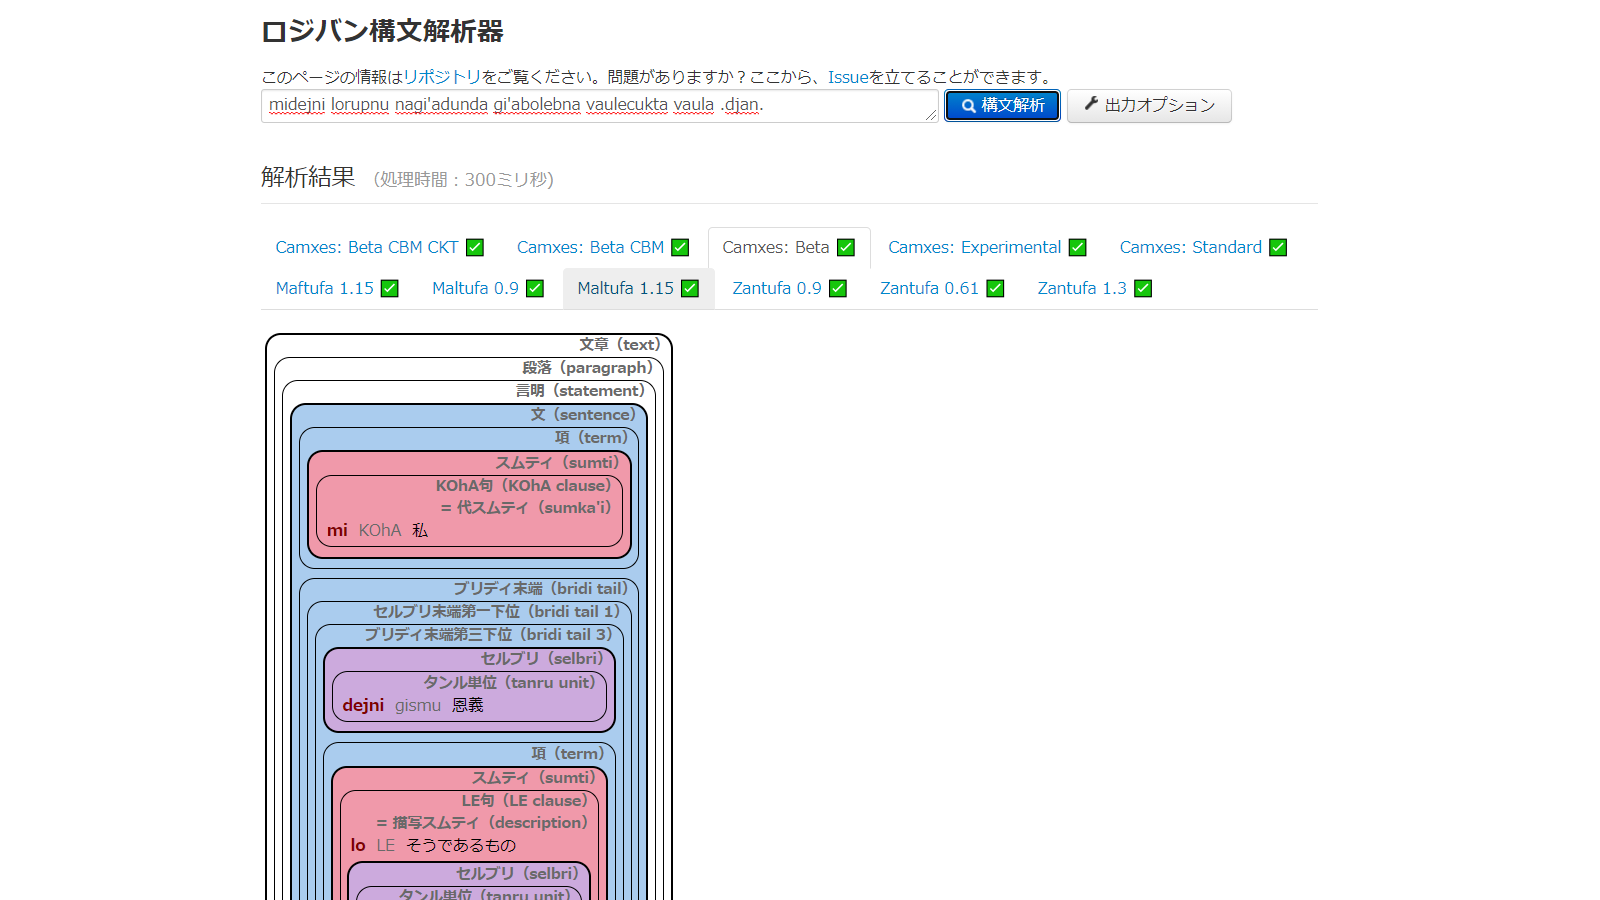 ロジバン構文解析器
このページの情報はリポジトリをご覧ください。問題がありますか？ここから、Issueを立てることができます。
midejni lorupnu nagi'adunda gi'abolebna vaulecukta vaula .djan.
構文解析
出力オプション
解析結果 （処理時間：300ミリ秒）
Camxes: Beta CBM CKT ✅ Camxes: Beta CBM ✅ Camxes: Beta ✅ Camxes: Experimental ✅ Camxes: Standard ✅
Maftufa 1.15 ✅ Maltufa 0.9 ✅ Maltufa 1.15 ✅ Zantufa 0.9 ✅ Zantufa 0.61 ✅ Zantufa 1.3 ✅
文章（text）
段落（paragraph）
言明（statement）
文（sentence）
項（term）
スムティ（sumti）
KOhA句（KOhA clause）
= 代スムティ（sumka'i）
mi KOhA 私
ブリディ末端（bridi tail）
セルブリ末端第一下位（bridi tail 1）
ブリディ末端第三下位（bridi tail 3）
セルブリ（selbri）
タンル単位（tanru unit）
dejni gismu 恩義
項（term）
スムティ（sumti）
LE句（LE clause）
= 描写スムティ（description）
lo LE そうであるもの
セルブリ（selbri）
タンル単位（tanru unit）